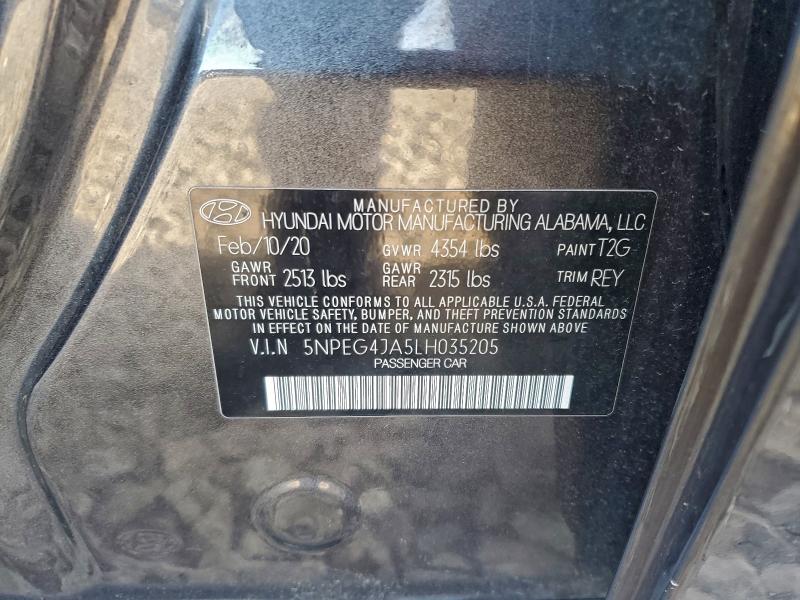 MANUFACTURED BY
HYUNDAI MOTOR MANUFACTURING ALABAMA, LLC
Feb/10/20 GVWR 4354 lbs PAINT T2G
GAWR FRONT 2513 lbs GAWR REAR 2315 lbs TRIM REY
THIS VEHICLE CONFORMS TO ALL APPLICABLE U.S.A. FEDERAL
MOTOR VEHICLE SAFETY, BUMPER, AND THEFT PREVENTION STANDARDS
IN EFFECT ON THE DATE OF MANUFACTURE SHOWN ABOVE
V.I.N 5NPEG4JA5LH035205
PASSENGER CAR